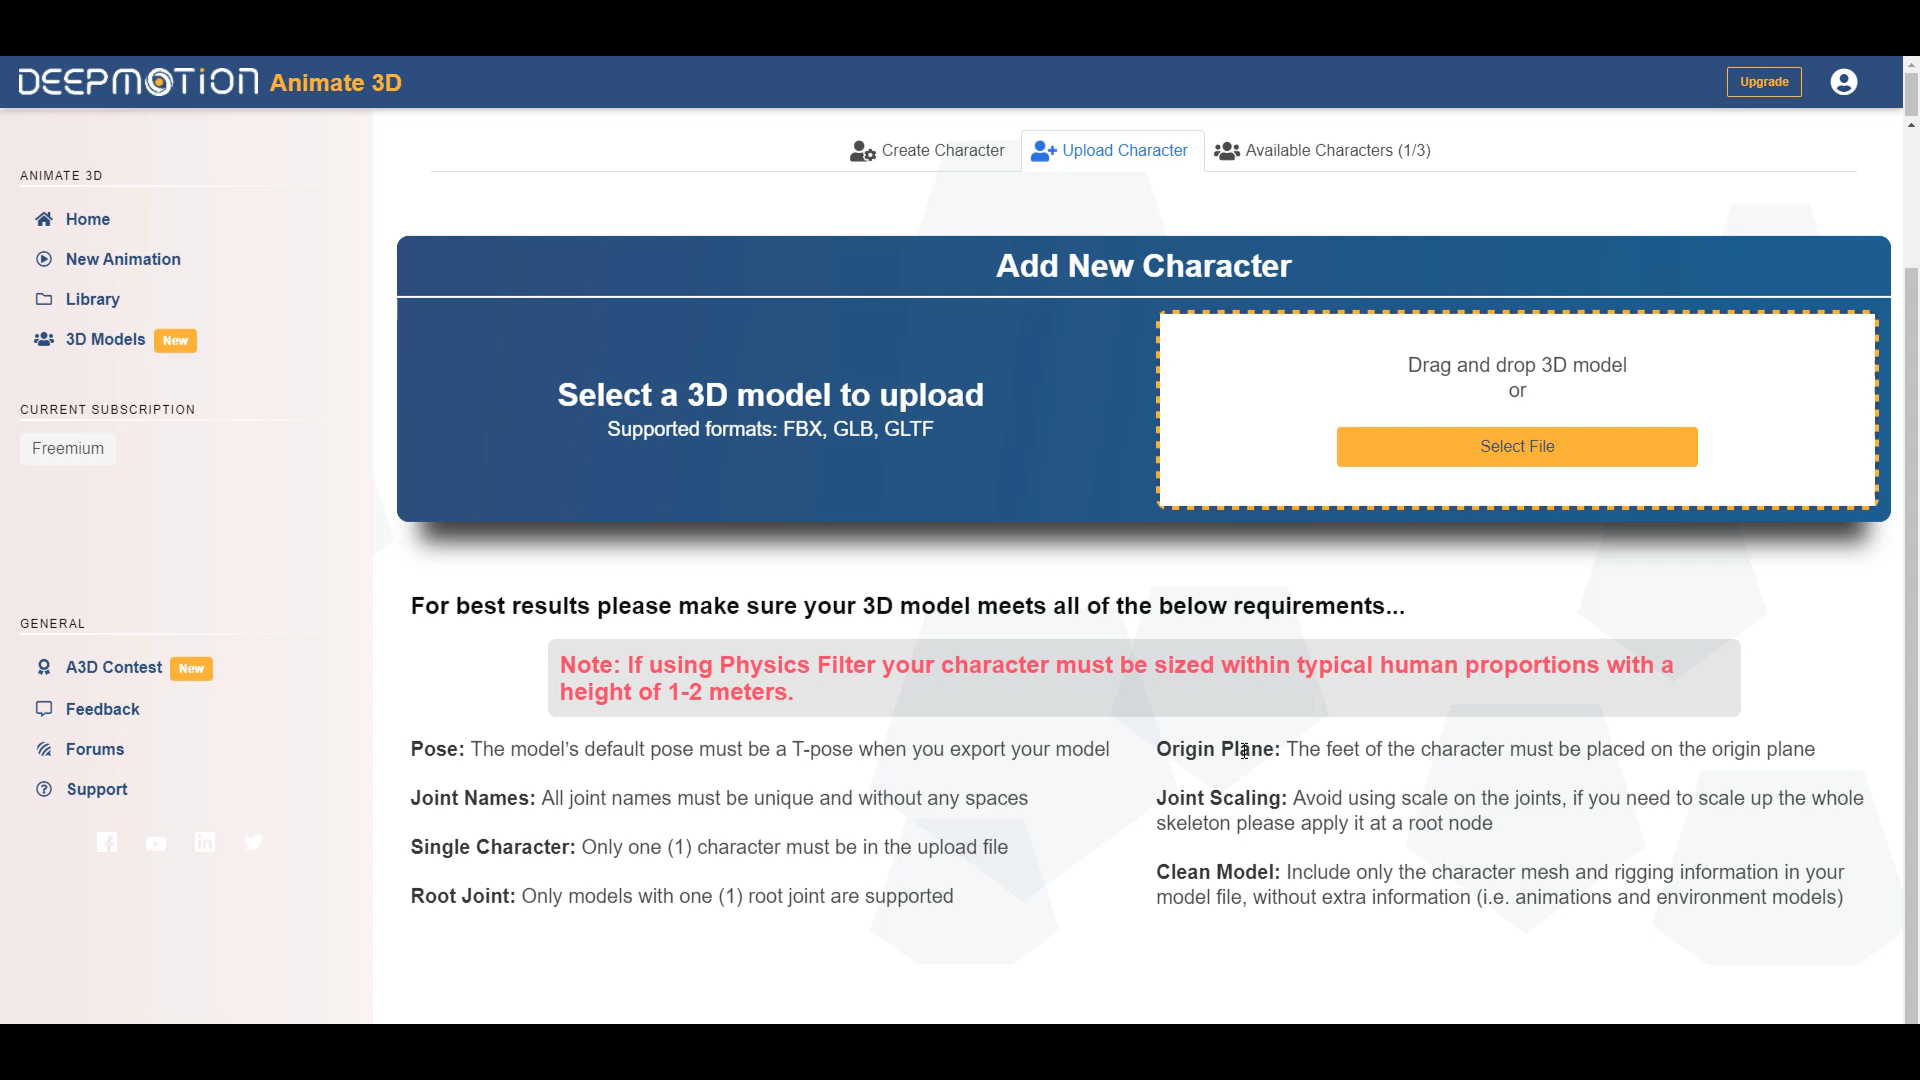 DEEPMOTION Animate 3D
Upgrade
Create Character
Upload Character
Available Characters (1/3)
ANIMATE 3D
Home
New Animation
Library
3D Models New
CURRENT SUBSCRIPTION
Freemium
GENERAL
A3D Contest New
Feedback
Forums
Support
Add New Character
Select a 3D model to upload
Supported formats: FBX, GLB, GLTF
Drag and drop 3D model
or
Select File
For best results please make sure your 3D model meets all of the below requirements...
Note: If using Physics Filter your character must be sized within typical human proportions with a
height of 1-2 meters.
Pose: The model’s default pose must be a T-pose when you export your model
Joint Names: All joint names must be unique and without any spaces
Single Character: Only one (1) character must be in the upload file
Root Joint: Only models with one (1) root joint are supported
Origin Plane: The feet of the character must be placed on the origin plane
Joint Scaling: Avoid using scale on the joints, if you need to scale up the whole
skeleton please apply it at a root node
Clean Model: Include only the character mesh and rigging information in your
model file, without extra information (i.e. animations and environment models)